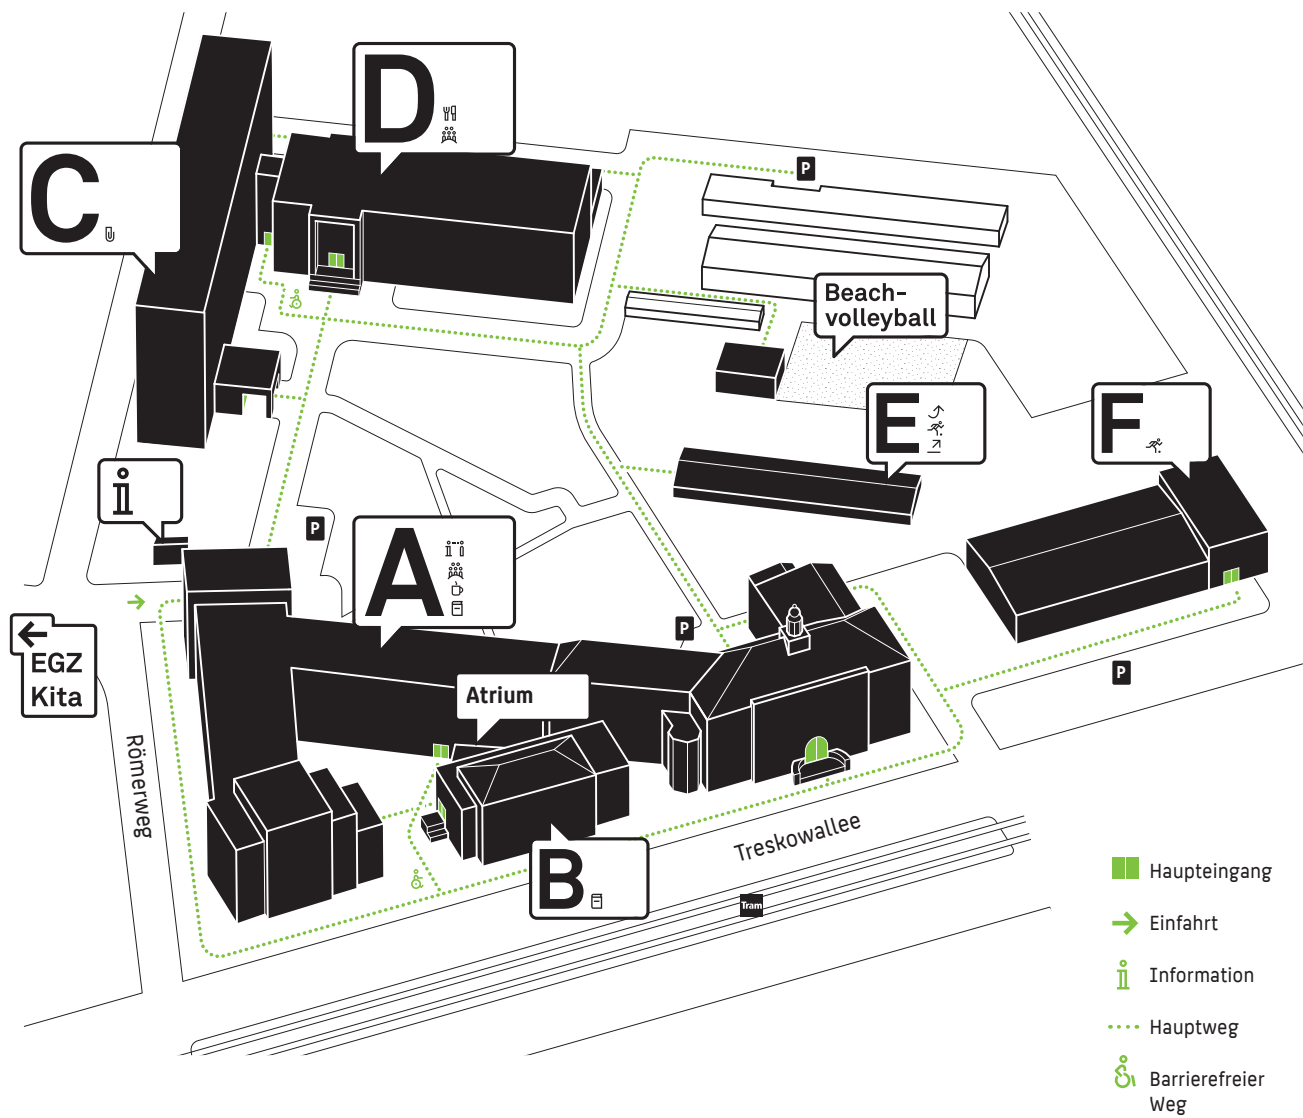 D
C
P
Beach-
volleyball
E
F
i
P
A
P
EGZ
Kita
P
Atrium
Römerweg
Treskowallee
B
Tram
Haupteingang
Einfahrt
i
Information
Hauptweg
Barrierefreier
Weg